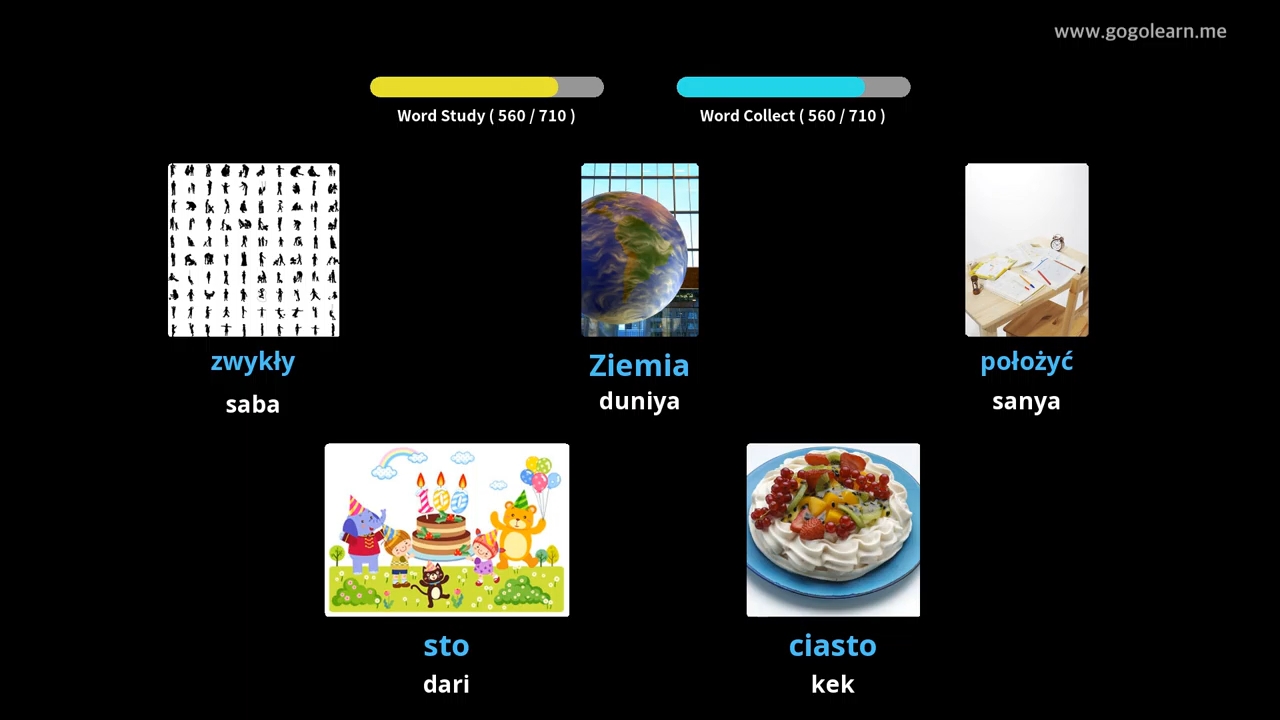 www.gogolearn.me
Word Study ( 560 / 710 )
Word Collect ( 560 / 710 )
zwykły
saba
Ziemia
duniya
położyć
sanya
100
sto
dari
ciasto
kek